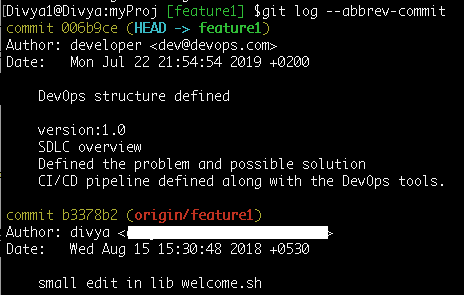 Divya1@Divya:myProj [feature1] $git log --abbrev-commit
commit 006b9ce (HEAD -> feature1)
Author: developer <dev@devops.com>
Date:   Mon Jul 22 21:54:54 2019 +0200
DevOps structure defined
version:1.0
SDLC overview
Defined the problem and possible solution
CI/CD pipeline defined along with the DevOps tools.
commit b3378b2 (origin/feature1)
Author: divya <                    >
Date:   Wed Aug 15 15:30:48 2018 +0530
small edit in lib welcome.sh